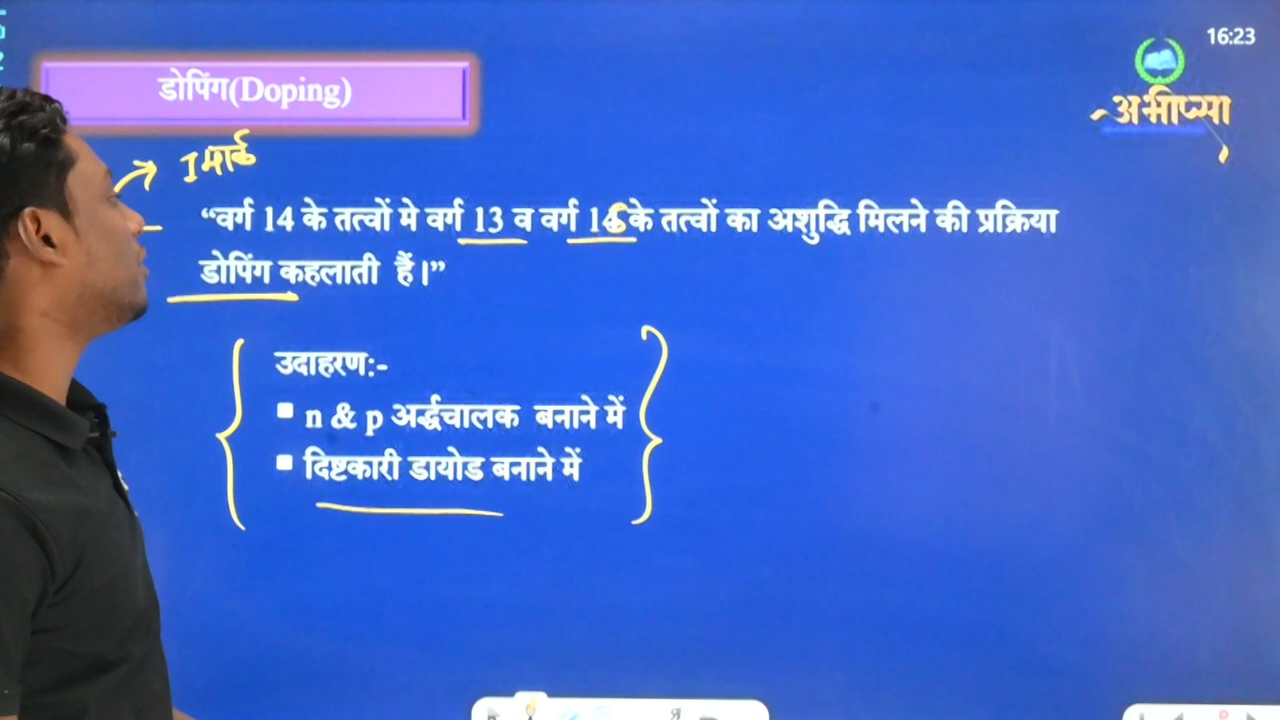 16:23
डोपिंग(Doping)
अभीप्सा
1 मार्क
“वर्ग 14 के तत्वों मे वर्ग 13 व वर्ग 15 के तत्वों का अशुद्धि मिलने की प्रक्रिया
डोपिंग कहलाती हैं।”
उदाहरण:-
n & p अर्द्धचालक बनाने में
दिष्टकारी डायोड बनाने में